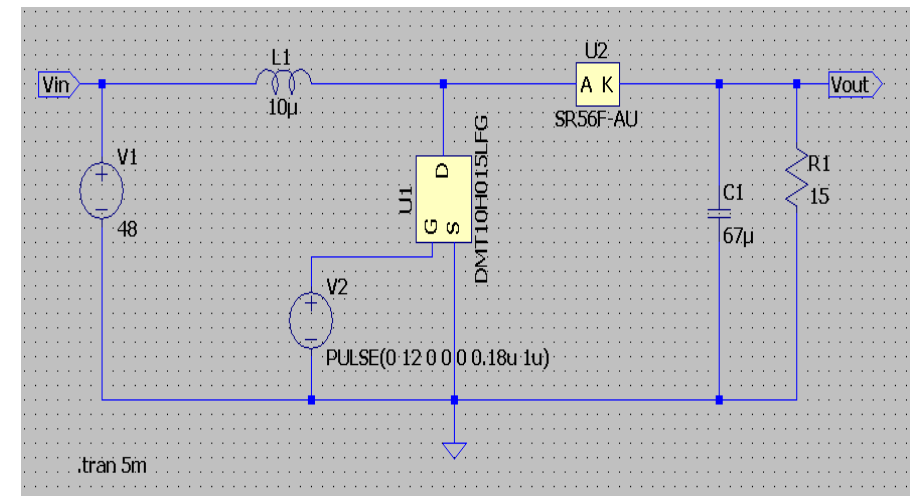 L1
U2
Vin
A K
Vout
10µ
SR56F-AU
V1
D
DMT10H015LFG
R1
U1
C1
15
G S
48
67µ
V2
PULSE(0 12 0 0 0 0.18u 1u)
.tran 5m